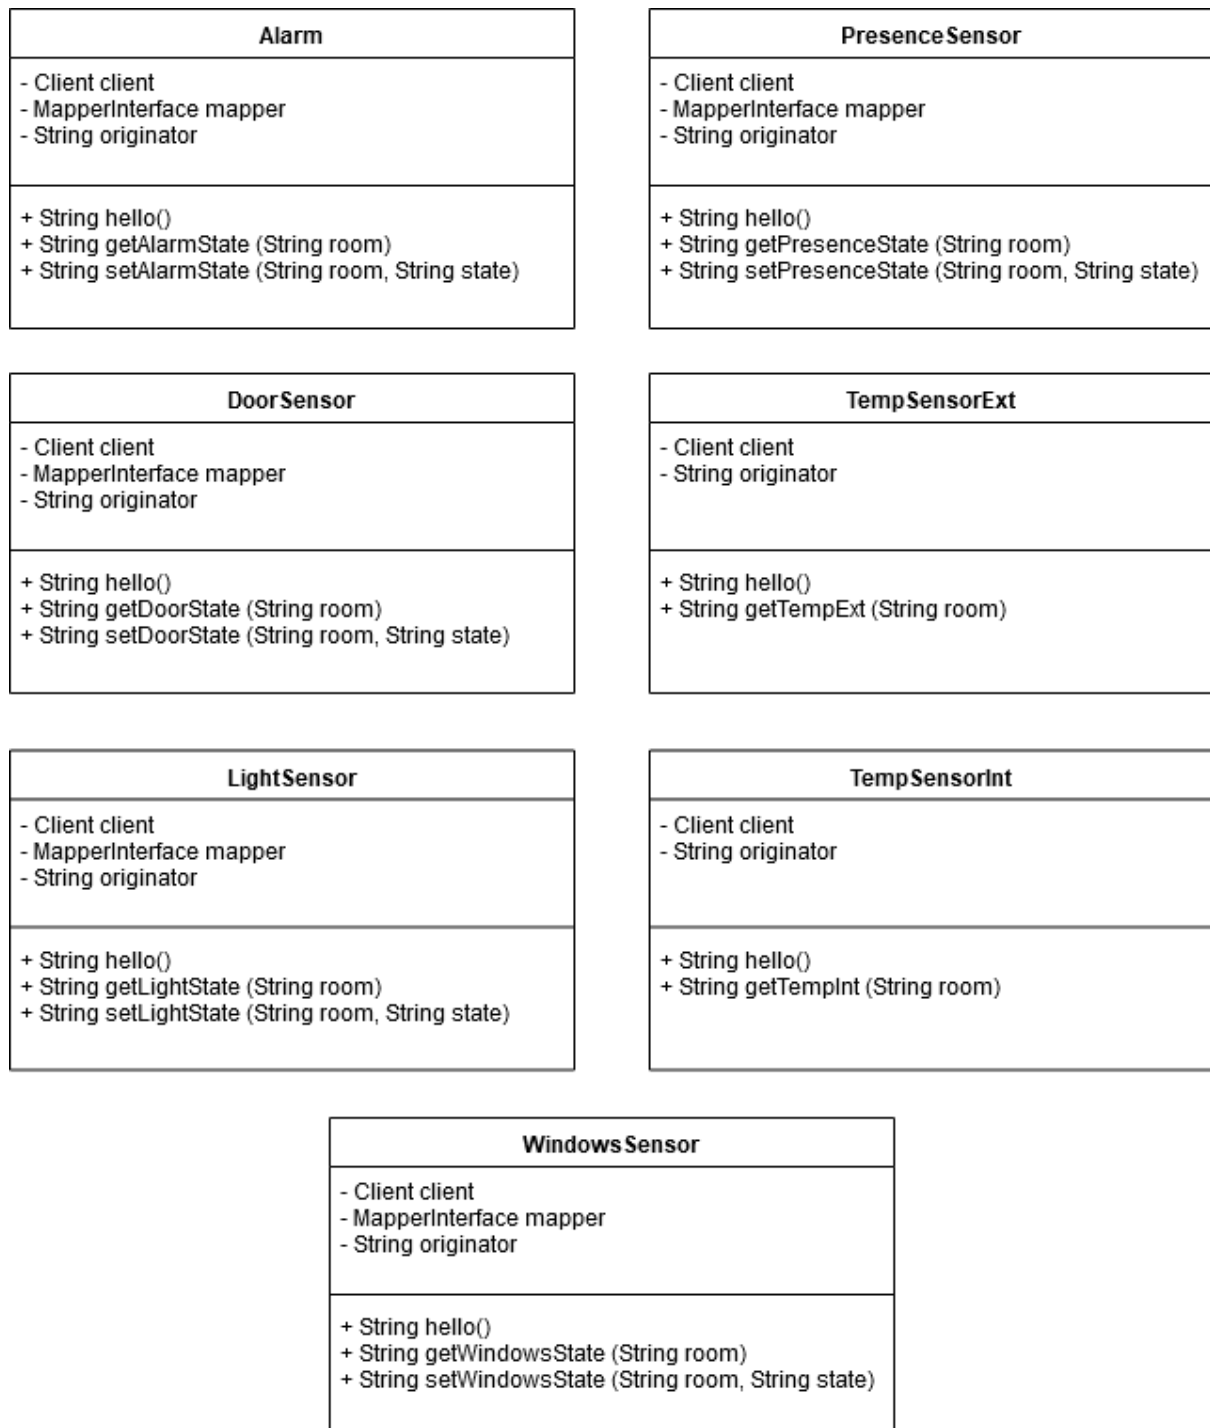 Alarm
- Client client
- MapperInterface mapper
- String originator
+ String hello()
+ String getAlarmState (String room)
+ String setAlarmState (String room, String state)
PresenceSensor
- Client client
- MapperInterface mapper
- String originator
+ String hello()
+ String getPresenceState (String room)
+ String setPresenceState (String room, String state)
DoorSensor
- Client client
- MapperInterface mapper
- String originator
+ String hello()
+ String getDoorState (String room)
+ String setDoorState (String room, String state)
TempSensorExt
- Client client
- String originator
+ String hello()
+ String getTempExt (String room)
LightSensor
- Client client
- MapperInterface mapper
- String originator
+ String hello()
+ String getLightState (String room)
+ String setLightState (String room, String state)
TempSensorInt
- Client client
- String originator
+ String hello()
+ String getTempInt (String room)
WindowsSensor
- Client client
- MapperInterface mapper
- String originator
+ String hello()
+ String getWindowsState (String room)
+ String setWindowsState (String room, String state)